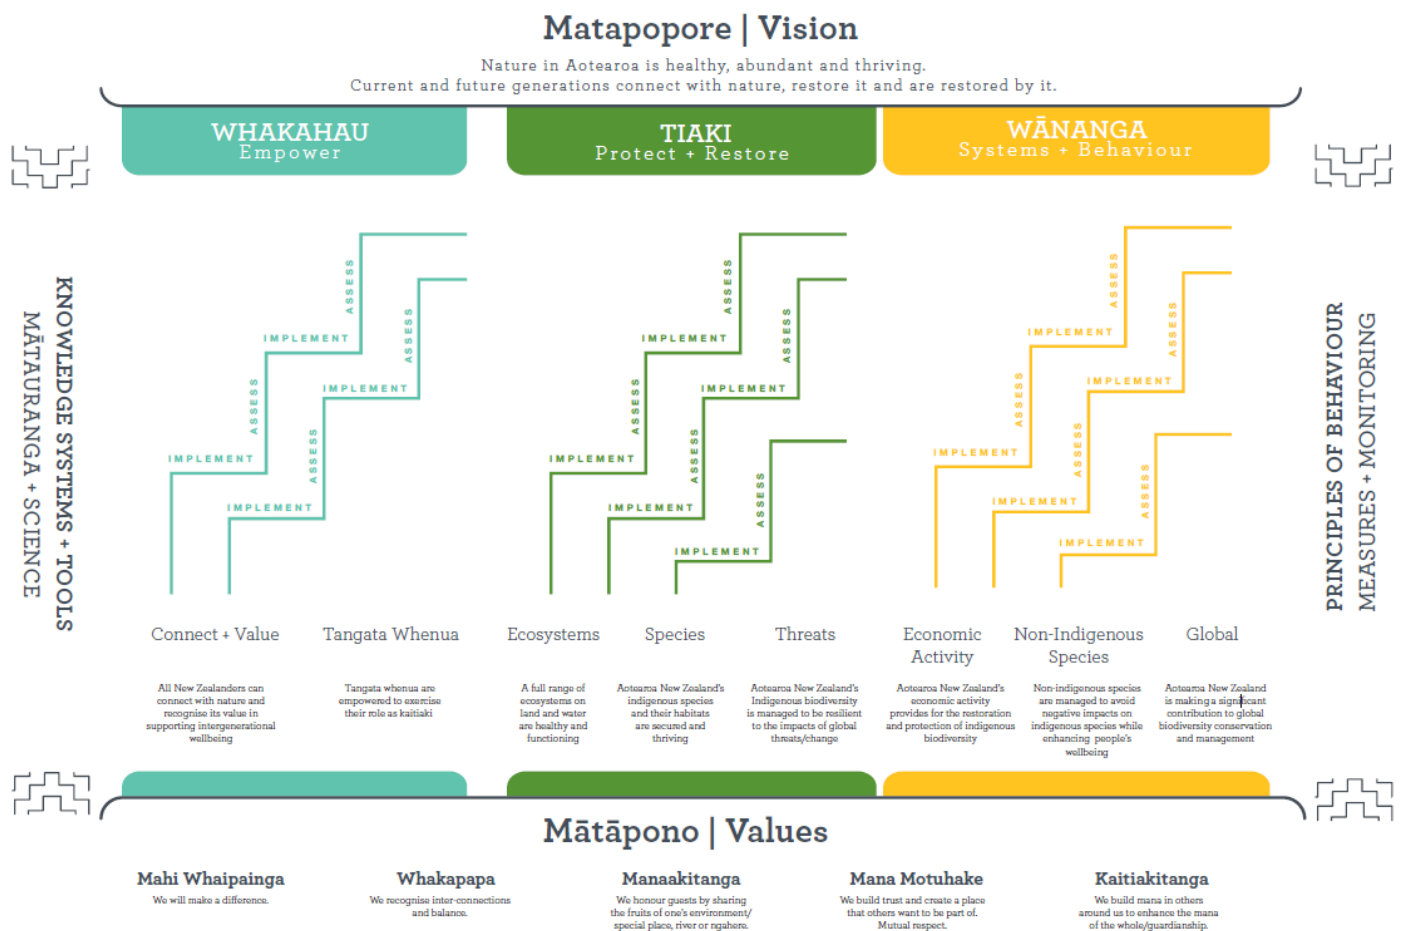 Matapopore | Vision
Nature in Aotearoa is healthy, abundant and thriving.
Current and future generations connect with nature, restore it and are restored by it.
WHAKAHAU
Empower
TIAKI
Protect + Restore
WĀNANGA
Systems + Behaviour
KNOWLEDGE SYSTEMS + TOOLS
MĀTAURANGA + SCIENCE
IMPLEMENT
ASSESS
IMPLEMENT
ASSESS
IMPLEMENT
ASSESS
IMPLEMENT
ASSESS
IMPLEMENT
ASSESS
IMPLEMENT
ASSESS
IMPLEMENT
ASSESS
IMPLEMENT
ASSESS
IMPLEMENT
ASSESS
IMPLEMENT
ASSESS
IMPLEMENT
ASSESS
IMPLEMENT
ASSESS
IMPLEMENT
ASSESS
IMPLEMENT
ASSESS
PRINCIPLES OF BEHAVIOUR
MEASURES + MONITORING
Connect + Value
All New Zealanders can
connect with nature and
recognise its value in
supporting intergenerational
wellbeing
Tangata Whenua
Tangata whenua are
empowered to exercise
their role as kaitiaki
Ecosystems
A full range of
ecosystems on
land and water
are healthy and
functioning
Species
Aotearoa New Zealand's
indigenous species
and their habitats
are secured and
thriving
Threats
Aotearoa New Zealand's
Indigenous biodiversity
is managed to be resilient
to the impacts of global
threats/change
Economic
Activity
Aotearoa New Zealand's
economic activity
provides for the restoration
and protection of indigenous
biodiversity
Non-Indigenous
Species
Non-indigenous species
are managed to avoid
negative impacts on
indigenous species while
enhancing people's
wellbeing
Global
Aotearoa New Zealand
is making a significant
contribution to global
biodiversity conservation
and management
Mātāpono | Values
Mahi Whaipainga
We will make a difference.
Whakapapa
We recognise inter-connections
and balance.
Manaakitanga
We honour guests by sharing
the fruits of one's environment/
special place, river or ngahere.
Mana Motuhake
We build trust and create a place
that others want to be part of.
Mutual respect.
Kaitiakitanga
We build mana in others
around us to enhance the mana
of the whole/guardianship.